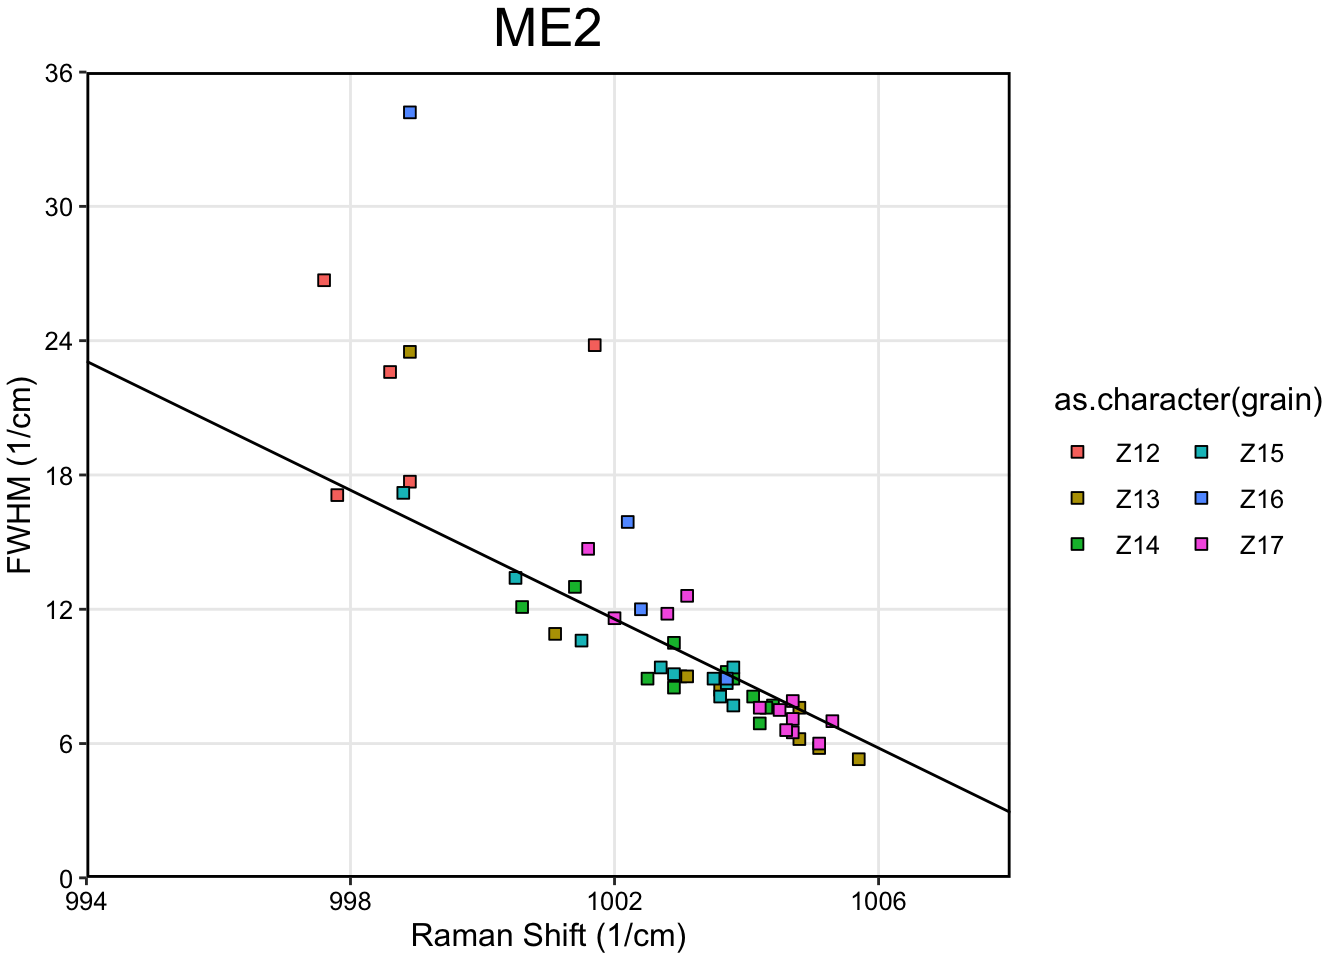 ME2
36
30
24
18
12
6
0
FWHM (1/cm)
994 998 1002 1006
Raman Shift (1/cm)
as.character(grain)
Z12 Z15
Z13 Z16
Z14 Z17